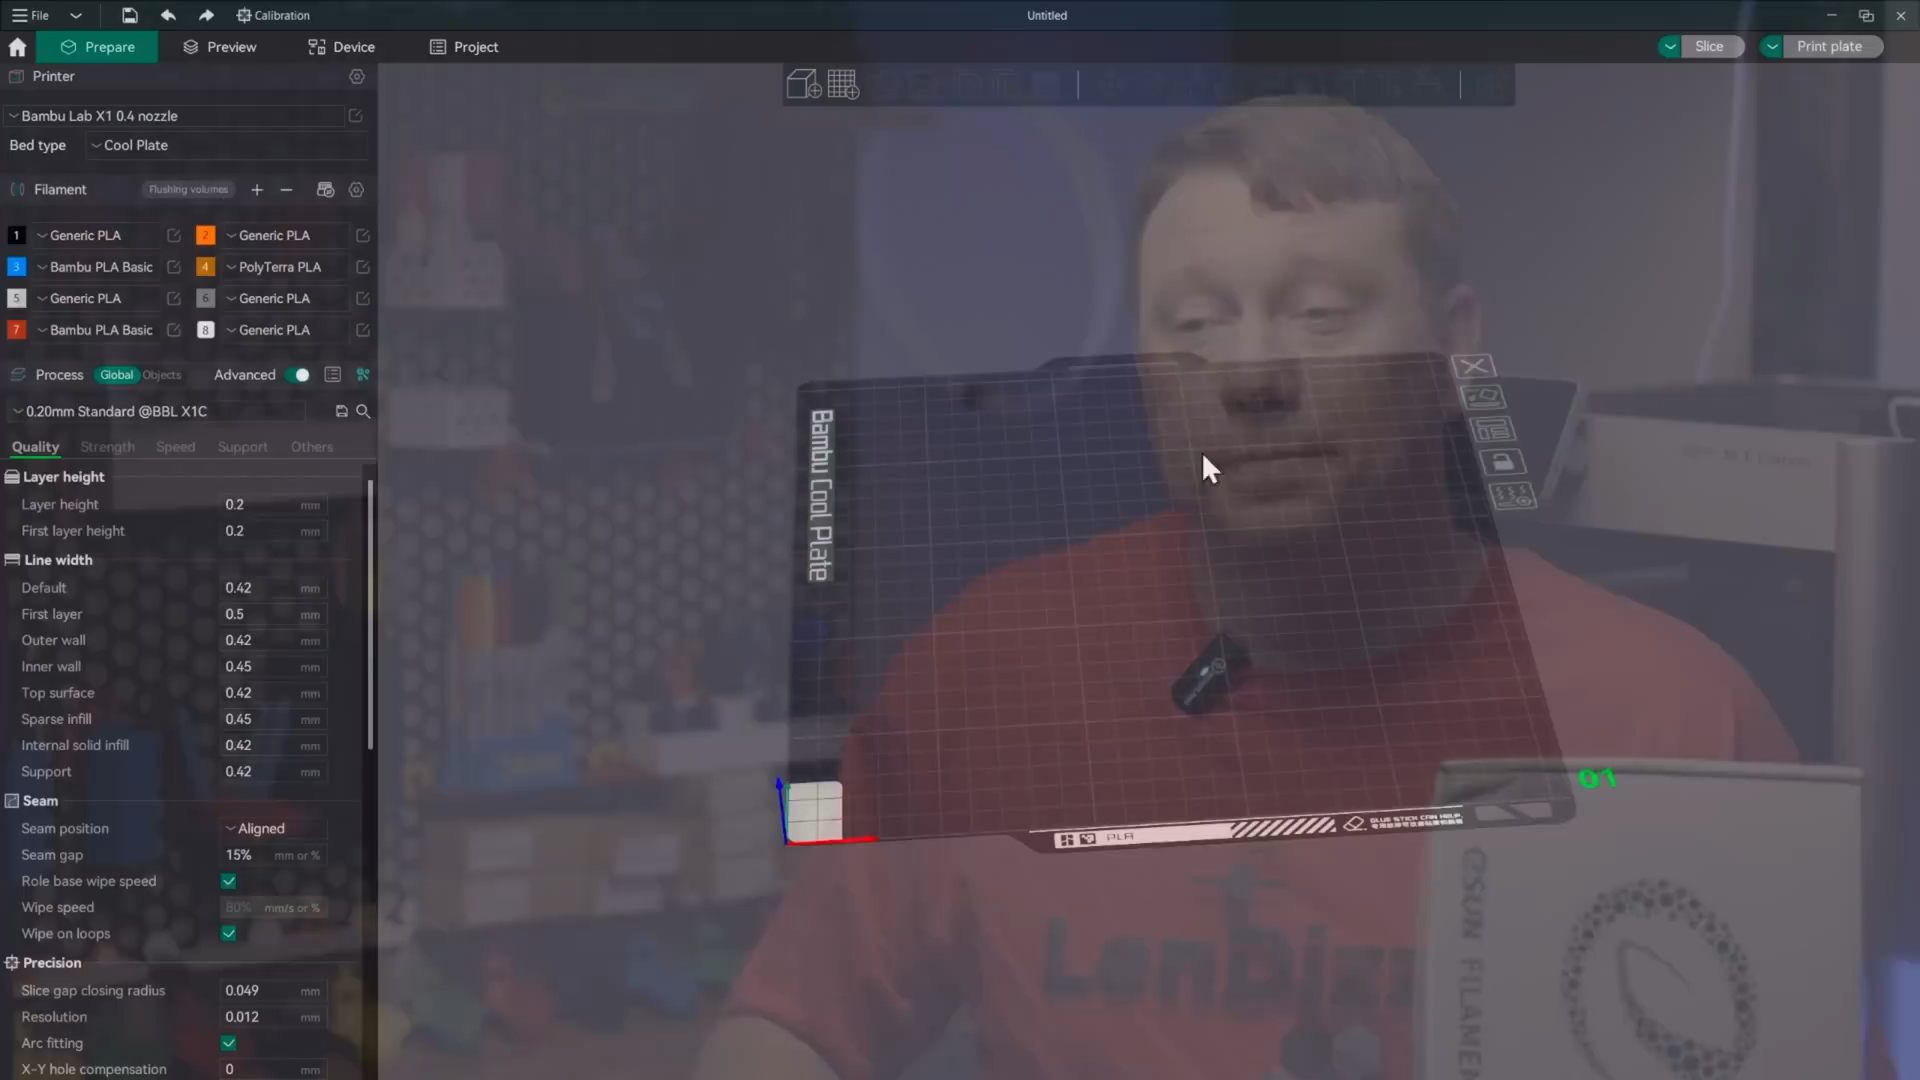 File
Calibration
Untitled
Prepare
Preview
Device
Project
Slice
Print plate
Printer
Bambu Lab X1 0.4 nozzle
Bed type
Cool Plate
Filament
Flushing volumes
1
Generic PLA
2
Generic PLA
3
Bambu PLA Basic
4
PolyTerra PLA
5
Generic PLA
6
Generic PLA
7
Bambu PLA Basic
8
Generic PLA
Process
Global
Objects
Advanced
0.20mm Standard @BBL X1C
Quality
Strength
Speed
Support
Others
Layer height
Layer height 0.2 mm
First layer height 0.2 mm
Line width
Default 0.42 mm
First layer 0.5 mm
Outer wall 0.42 mm
Inner wall 0.45 mm
Top surface 0.42 mm
Sparse infill 0.45 mm
Internal solid infill 0.42 mm
Support 0.42 mm
Seam
Seam position Aligned
Seam gap 15% mm or %
Role base wipe speed
Wipe speed 80% mm/s or %
Wipe on loops
Precision
Slice gap closing radius 0.049 mm
Resolution 0.012 mm
Arc fitting
X-Y hole compensation 0 mm
Bambu Cool Plate
01
PLA
GLUE STICK CAN HELP.